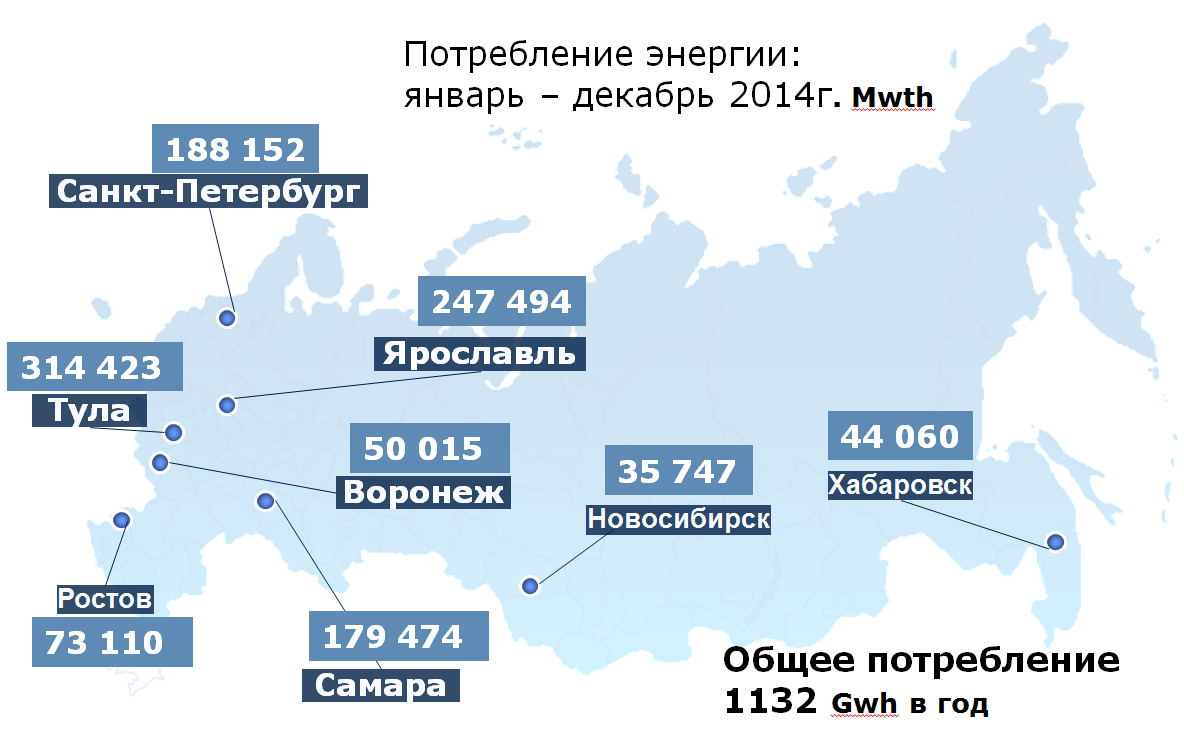 Потребление энергии:
январь – декабрь 2014г. Mwth
188 152
Санкт-Петербург
247 494
Ярославль
314 423
Тула
50 015
Воронеж
35 747
Новосибирск
44 060
Хабаровск
Ростов
73 110
179 474
Самара
Общее потребление
1132 Gwh в год